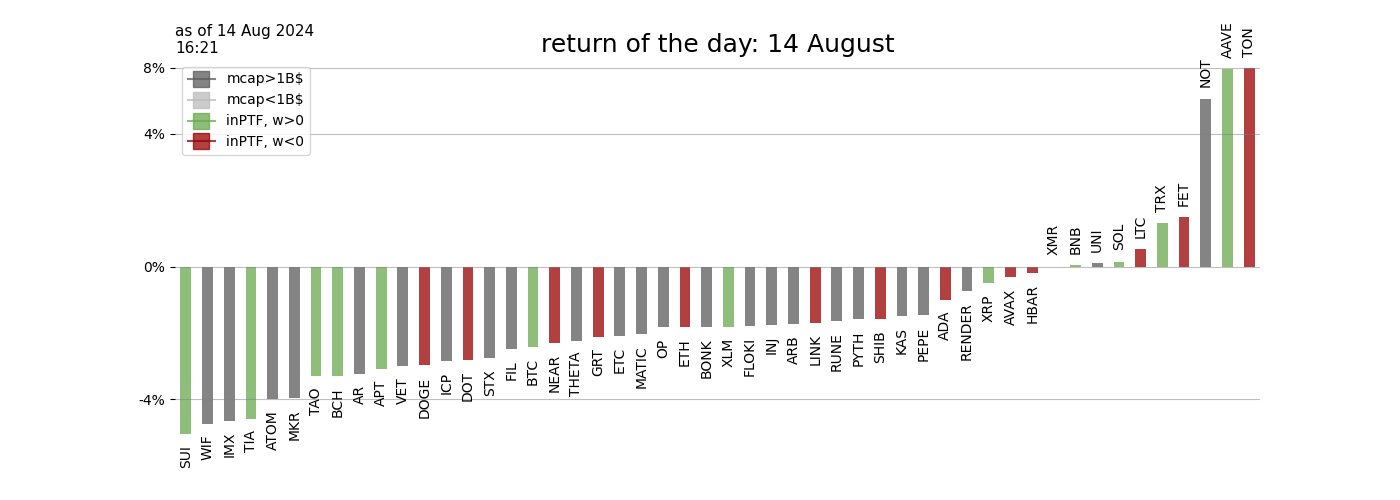 as of 14 Aug 2024
16:21
return of the day: 14 August
8%
4%
0%
-4%
mcap>1B$
mcap<1B$
inPTF, w>0
inPTF, w<0
SUI
WIF
IMX
TIA
ATOM
MKR
TAO
BCH
AR
APT
VET
DOGE
ICP
DOT
STX
FIL
BTC
NEAR
THETA
GRT
ETC
MATIC
OP
ETH
BONK
XLM
FLOKI
INJ
ARB
LINK
RUNE
PYTH
SHIB
KAS
PEPE
ADA
RENDER
XRP
AVAX
HBAR
XMR
BNB
UNI
SOL
LTC
TRX
FET
NOT
AAVE
TON